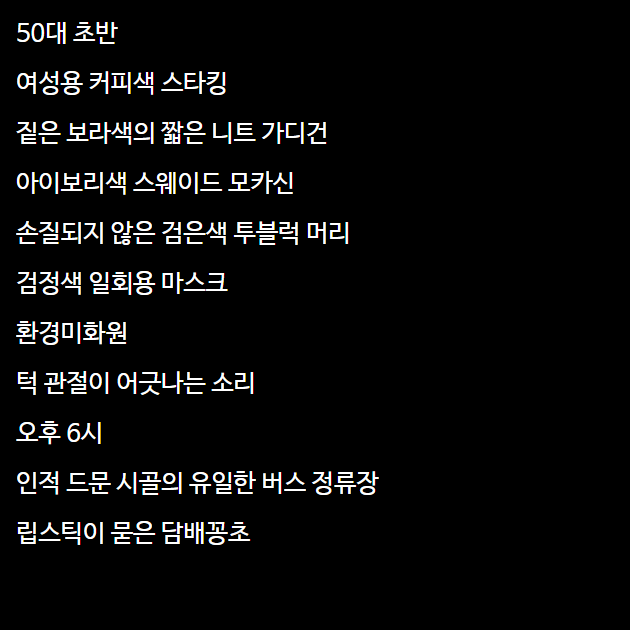 50대 초반
여성용 커피색 스타킹
짙은 보라색의 짧은 니트 가디건
아이보리색 스웨이드 모카신
손질되지 않은 검은색 투블럭 머리
검정색 일회용 마스크
환경미화원
턱 관절이 어긋나는 소리
오후 6시
인적 드문 시골의 유일한 버스 정류장
립스틱이 묻은 담배꽁초